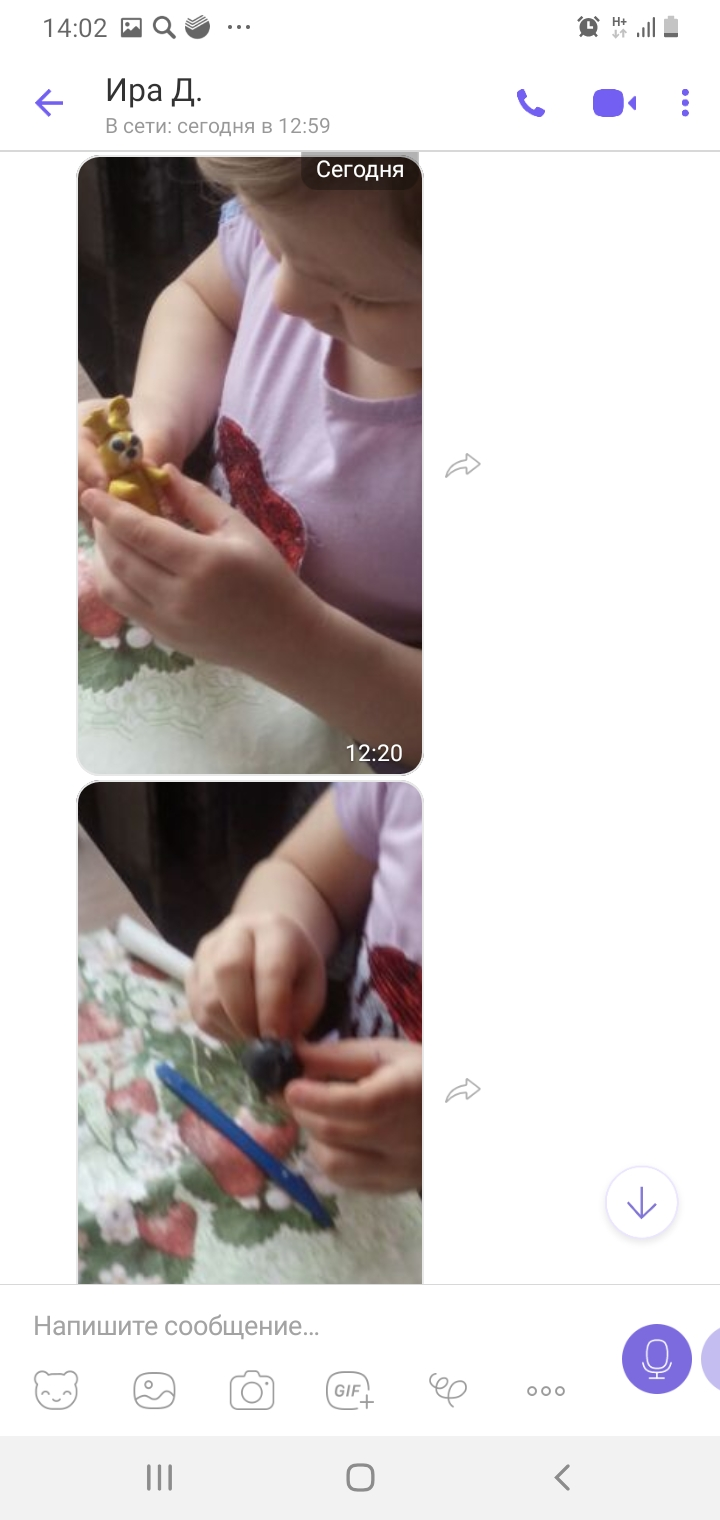 14:02
H+
Ира Д.
В сети: сегодня в 12:59
Сегодня
12:20
Напишите сообщение...
GIF